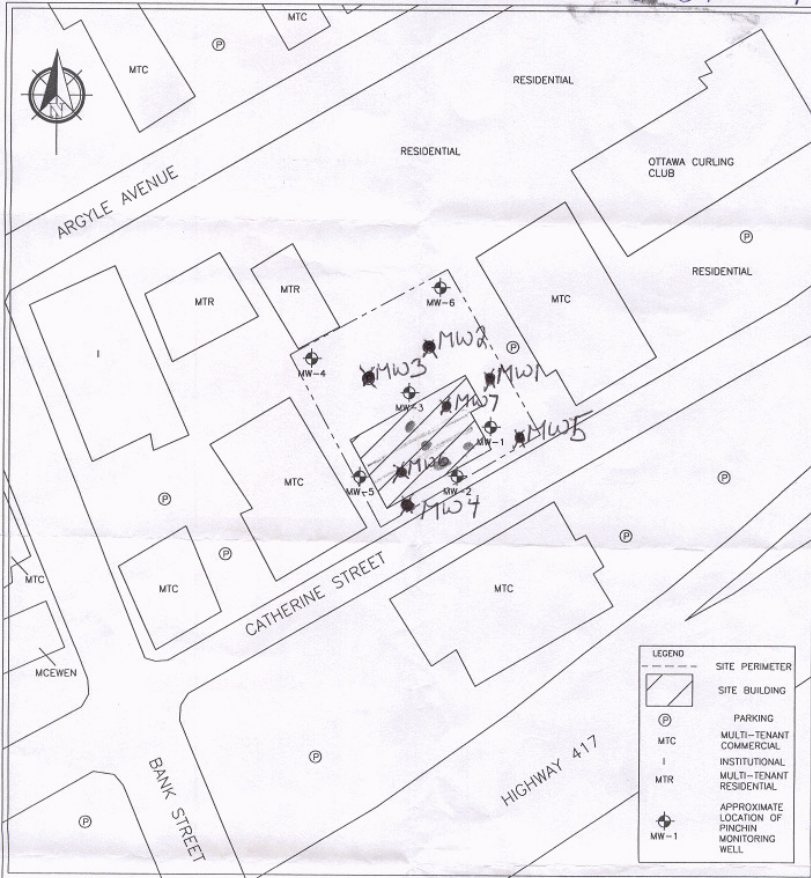 MTC
MTC
P
N
RESIDENTIAL
RESIDENTIAL
OTTAWA CURLING
CLUB
ARGYLE AVENUE
P
RESIDENTIAL
MTR
MTR
MW-6
MTC
I
MW2
P
MW-4
MW3
MW1
MW-3
MW7
MW-1
MW5
MTC
MW6
MW-5
MW-2
P
P
MW4
P
P
MTC
MTC
MTC
CATHERINE STREET
MCEWEN
BANK STREET
P
HIGHWAY 417
P
LEGEND
SITE PERIMETER
SITE BUILDING
P PARKING
MTC MULTI-TENANT
COMMERCIAL
I INSTITUTIONAL
MTR MULTI-TENANT
RESIDENTIAL
MW-1 APPROXIMATE
LOCATION OF
PINCHIN
MONITORING
WELL